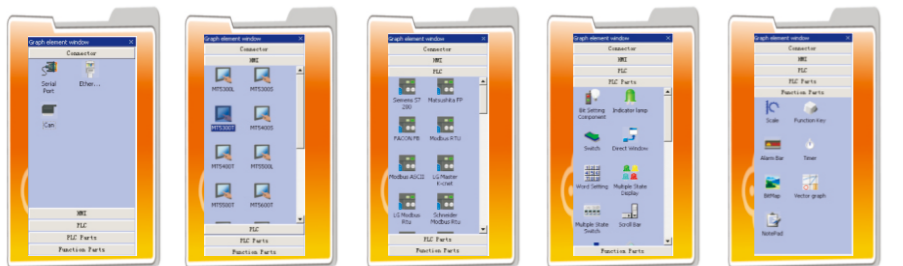 Graph element window
Connector
Serial Port
Ether...
Can
HMI
PLC
PLC Parts
Function Parts
Graph element window
Connector
HMI
MT5300L
MT5300S
MT5300T
MT5400S
MT5400T
MT5500L
MT5500T
MT5600T
PLC
PLC Parts
Function Parts
Graph element window
Connector
HMI
PLC
Siemens S7 200
Matsushita FP
FACON FB
Modbus RTU
Modbus ASCII
LG Master K-cnet
LG Modbus Rtu
Schneider Modbus Rtu
PLC Parts
Function Parts
Graph element window
Connector
HMI
PLC
PLC Parts
Bit Setting Component
Indicator lamp
Switch
Direct Window
Word Setting
Multiple State Display
Multiple State Switch
Scroll Bar
Function Parts
Graph element window
Connector
HMI
PLC
PLC Parts
Function Parts
Scale
Function Key
Alarm Bar
Timer
BitMap
Vector graph
NotePad